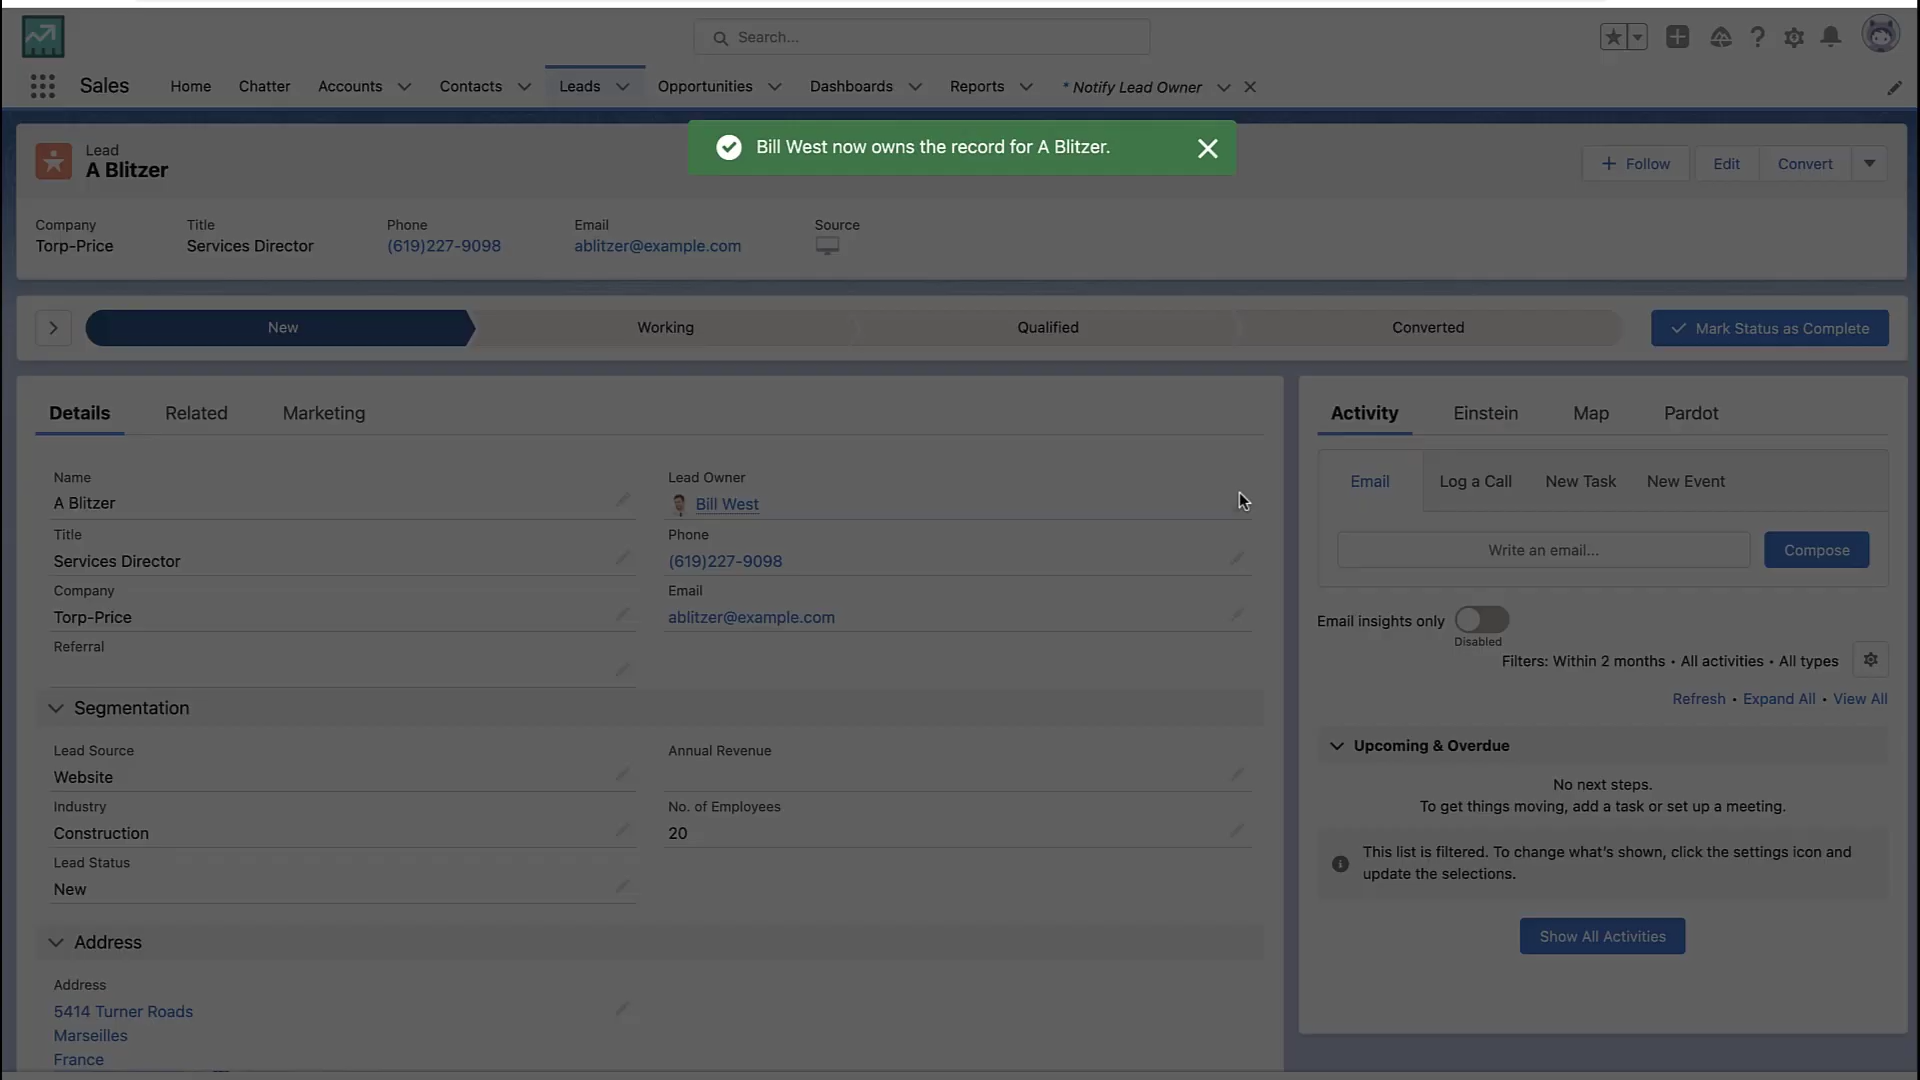 Search...
Sales
Home
Chatter
Accounts
Contacts
Leads
Opportunities
Dashboards
Reports
* Notify Lead Owner
Bill West now owns the record for A Blitzer.
Lead
A Blitzer
+ Follow
Edit
Convert
Company
Torp-Price
Title
Services Director
Phone
(619)227-9098
Email
ablitzer@example.com
Source
New
Working
Qualified
Converted
Mark Status as Complete
Details
Related
Marketing
Name
A Blitzer
Lead Owner
Bill West
Title
Services Director
Phone
(619)227-9098
Company
Torp-Price
Email
ablitzer@example.com
Referral
Segmentation
Lead Source
Website
Annual Revenue
Industry
Construction
No. of Employees
20
Lead Status
New
Address
Address
5414 Turner Roads
Marseilles
France
Activity
Einstein
Map
Pardot
Email
Log a Call
New Task
New Event
Write an email...
Compose
Email insights only
Disabled
Filters: Within 2 months • All activities • All types
Refresh • Expand All • View All
Upcoming & Overdue
No next steps.
To get things moving, add a task or set up a meeting.
This list is filtered. To change what's shown, click the settings icon and
update the selections.
Show All Activities